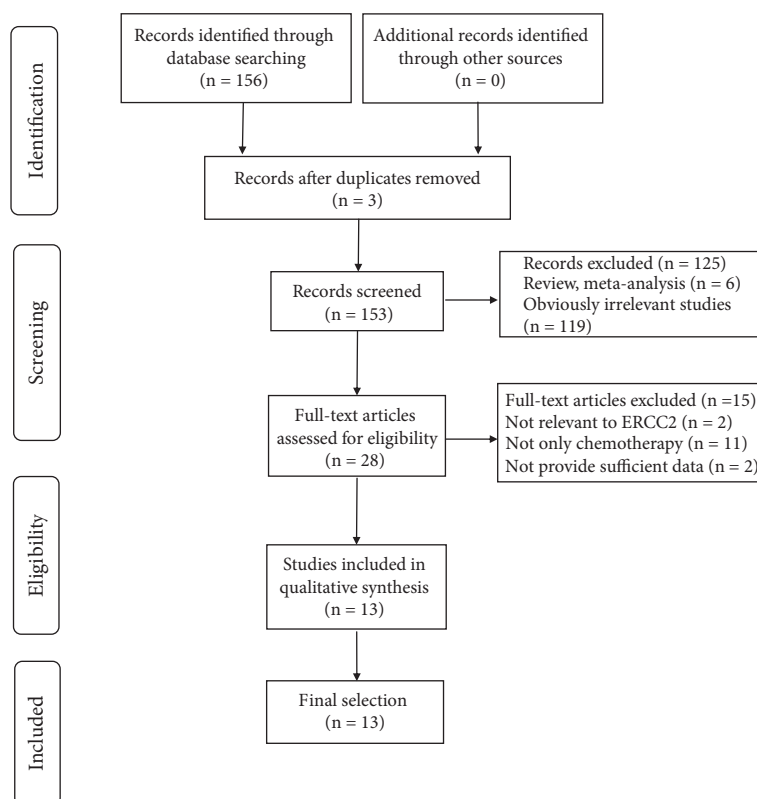 Identification
Records identified through
database searching
(n = 156)
Additional records identified
through other sources
(n = 0)
Records after duplicates removed
(n = 3)
Screening
Records screened
(n = 153)
Records excluded (n = 125)
Review, meta-analysis (n = 6)
Obviously irrelevant studies
(n = 119)
Full-text articles
assessed for eligibility
(n = 28)
Full-text articles excluded (n =15)
Not relevant to ERCC2 (n = 2)
Not only chemotherapy (n = 11)
Not provide sufficient data (n = 2)
Eligibility
Studies included in
qualitative synthesis
(n = 13)
Included
Final selection
(n = 13)